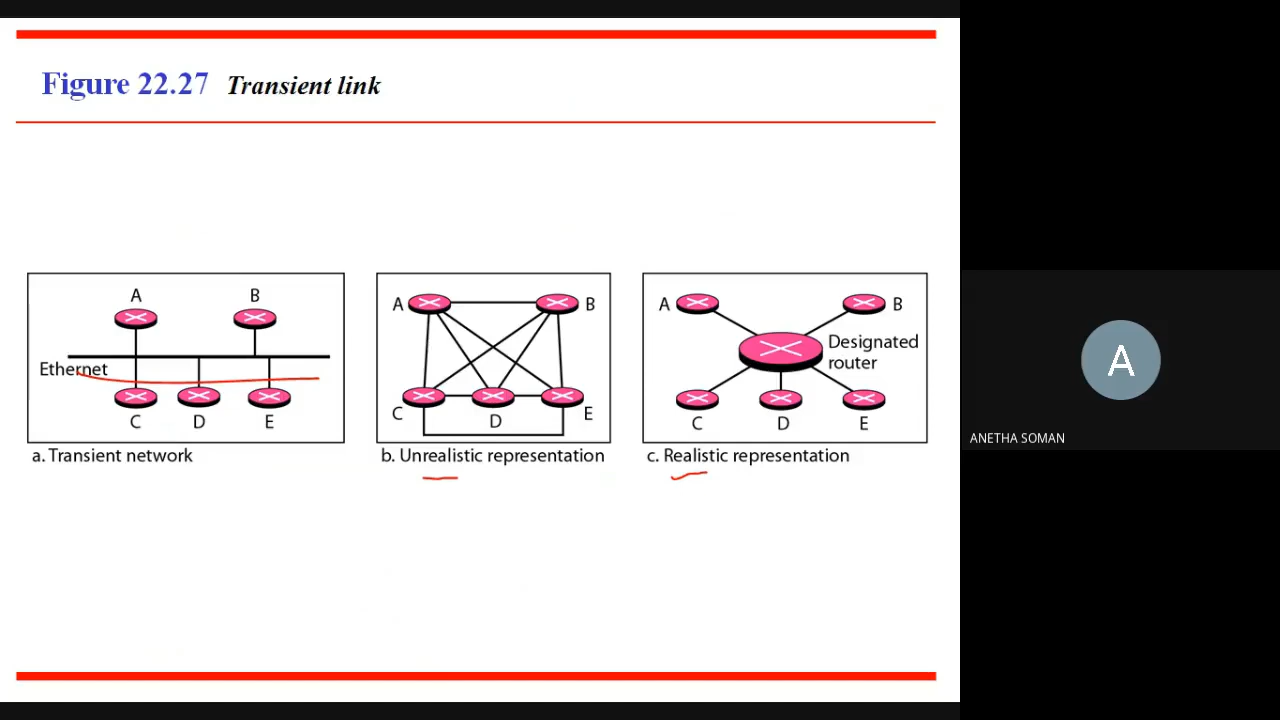 Figure 22.27 Transient link
A B
Ethernet
C D E
a. Transient network
A B
C D E
b. Unrealistic representation
A B
Designated
router
C D E
c. Realistic representation
A
ANETHA SOMAN